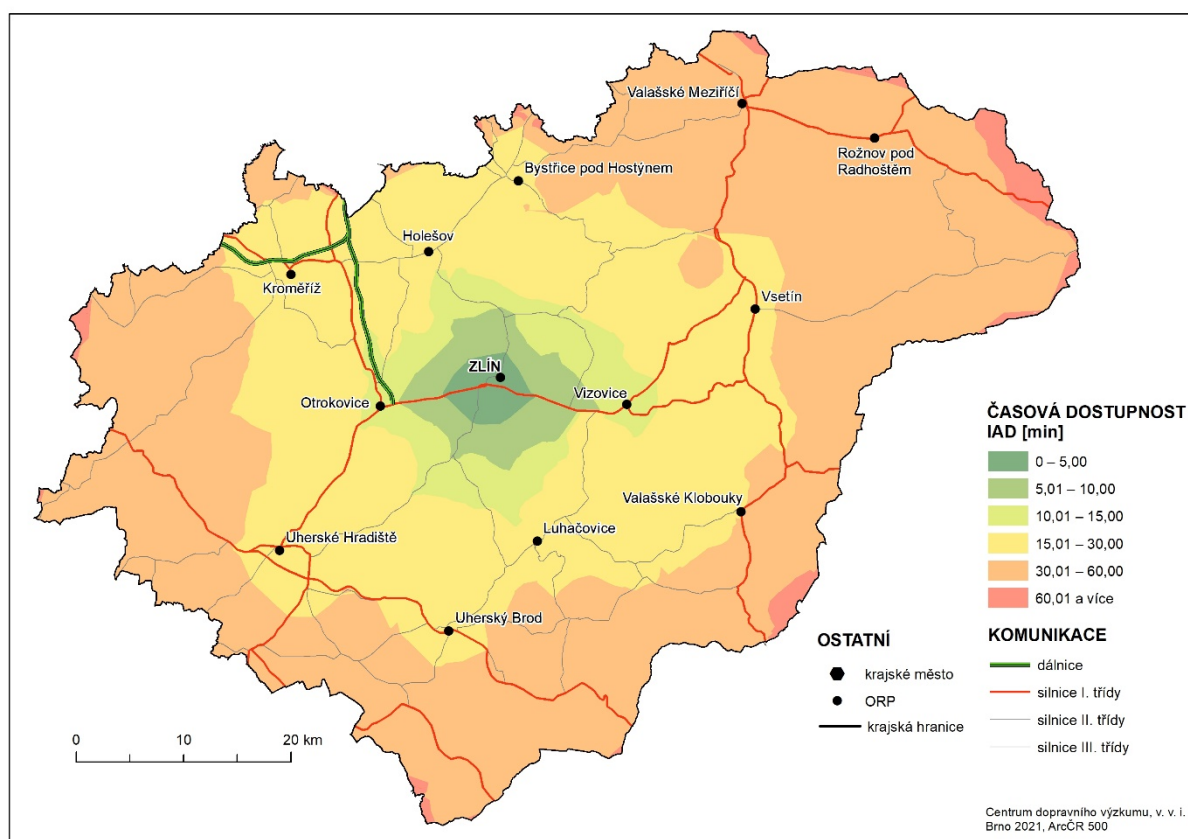 Valašské Meziříčí
Rožnov pod
Radhoštěm
Bystřice pod Hostýnem
Holešov
Kroměříž
Vsetín
ZLÍN
Otrokovice
Vizovice
Valašské Klobouky
Luhačovice
Uherské Hradiště
Uherský Brod
0 10 20 km
ČASOVÁ DOSTUPNOST
IAD [min]
0 – 5,00
5,01 – 10,00
10,01 – 15,00
15,01 – 30,00
30,01 – 60,00
60,01 a více
OSTATNÍ
krajské město
ORP
krajská hranice
KOMUNIKACE
dálnice
silnice I. třídy
silnice II. třídy
silnice III. třídy
Centrum dopravního výzkumu, v. v. i.
Brno 2021, ArcČR 500